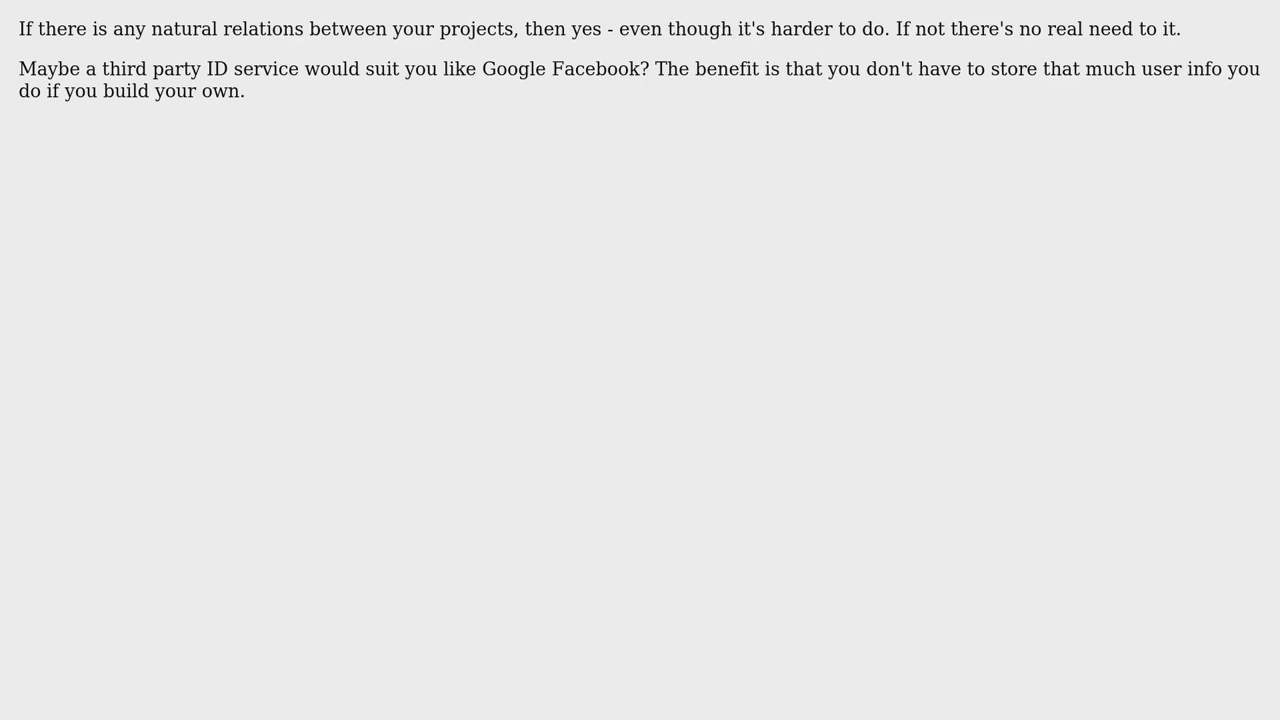 If there is any natural relations between your projects, then yes - even though it's harder to do. If not there's no real need to it.
Maybe a third party ID service would suit you like Google Facebook? The benefit is that you don't have to store that much user info you
do if you build your own.